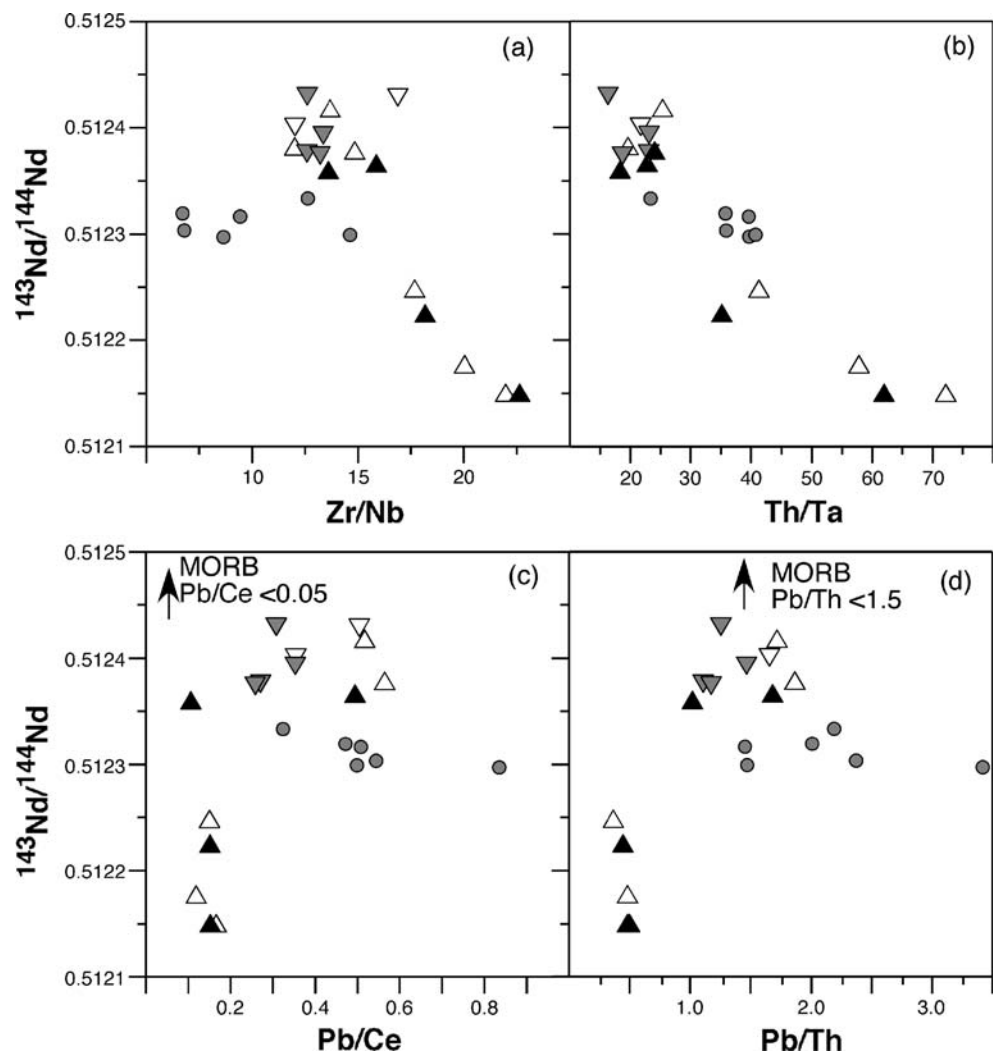 0.5125
0.5124
0.5123
0.5122
0.5121
143Nd/144Nd
(a)
10
15
20
Zr/Nb
(b)
20
30
40
50
60
70
Th/Ta
0.5125
0.5124
0.5123
0.5122
0.5121
143Nd/144Nd
MORB
Pb/Ce <0.05
(c)
0.2
0.4
0.6
0.8
Pb/Ce
MORB
Pb/Th <1.5
(d)
1.0
2.0
3.0
Pb/Th